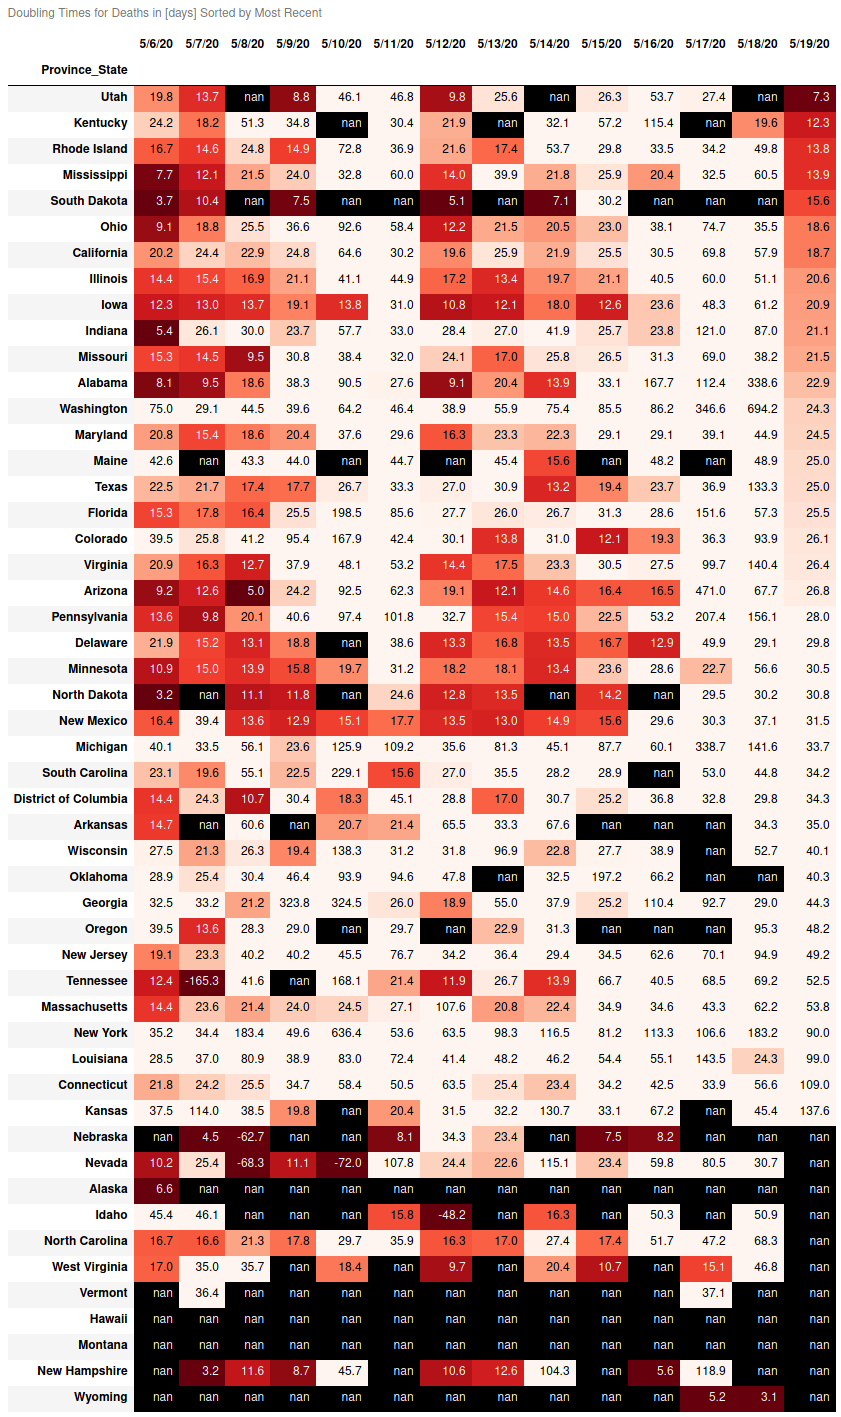 Doubling Times for Deaths in [days] Sorted by Most Recent
5/6/20 5/7/20 5/8/20 5/9/20 5/10/20 5/11/20 5/12/20 5/13/20 5/14/20 5/15/20 5/16/20 5/17/20 5/18/20 5/19/20
Province_State
Utah 19.8 13.7 nan 8.8 46.1 46.8 9.8 25.6 nan 26.3 53.7 27.4 nan 7.3
Kentucky 24.2 18.2 51.3 34.8 nan 30.4 21.9 nan 32.1 57.2 115.4 nan 19.6 12.3
Rhode Island 16.7 14.6 24.8 14.9 72.8 36.9 21.6 17.4 53.7 29.8 33.5 34.2 49.8 13.8
Mississippi 7.7 12.1 21.5 24.0 32.8 60.0 14.0 39.9 21.8 25.9 20.4 32.5 60.5 13.9
South Dakota 3.7 10.4 nan 7.5 nan nan 5.1 nan 7.1 30.2 nan nan nan 15.6
Ohio 9.1 18.8 25.5 36.6 92.6 58.4 12.2 21.5 20.5 23.0 38.1 74.7 35.5 18.6
California 20.2 24.4 22.9 24.8 64.6 30.2 19.6 25.9 21.9 25.5 30.5 69.8 57.9 18.7
Illinois 14.4 15.4 16.9 21.1 41.1 44.9 17.2 13.4 19.7 21.1 40.5 60.0 51.1 20.6
Iowa 12.3 13.0 13.7 19.1 13.8 31.0 10.8 12.1 18.0 12.6 23.6 48.3 61.2 20.9
Indiana 5.4 26.1 30.0 23.7 57.7 33.0 28.4 27.0 41.9 25.7 23.8 121.0 87.0 21.1
Missouri 15.3 14.5 9.5 30.8 38.4 32.0 24.1 17.0 25.8 26.5 31.3 69.0 38.2 21.5
Alabama 8.1 9.5 18.6 38.3 90.5 27.6 9.1 20.4 13.9 33.1 167.7 112.4 338.6 22.9
Washington 75.0 29.1 44.5 39.6 64.2 46.4 38.9 55.9 75.4 85.5 86.2 346.6 694.2 24.3
Maryland 20.8 15.4 18.6 20.4 37.6 29.6 16.3 23.3 22.3 29.1 29.1 39.1 44.9 24.5
Maine 42.6 nan 43.3 44.0 nan 44.7 nan 45.4 15.6 nan 48.2 nan 48.9 25.0
Texas 22.5 21.7 17.4 17.7 26.7 33.3 27.0 30.9 13.2 19.4 23.7 36.9 133.3 25.0
Florida 15.3 17.8 16.4 25.5 198.5 85.6 27.7 26.0 26.7 31.3 28.6 151.6 57.3 25.5
Colorado 39.5 25.8 41.2 95.4 167.9 42.4 30.1 13.8 31.0 12.1 19.3 36.3 93.9 26.1
Virginia 20.9 16.3 12.7 37.9 48.1 53.2 14.4 17.5 23.3 30.5 27.5 99.7 140.4 26.4
Arizona 9.2 12.6 5.0 24.2 92.5 62.3 19.1 12.1 14.6 16.4 16.5 471.0 67.7 26.8
Pennsylvania 13.6 9.8 20.1 40.6 97.4 101.8 32.7 15.4 15.0 22.5 53.2 207.4 156.1 28.0
Delaware 21.9 15.2 13.1 18.8 nan 38.6 13.3 16.8 13.5 16.7 12.9 49.9 29.1 29.8
Minnesota 10.9 15.0 13.9 15.8 19.7 31.2 18.2 18.1 13.4 23.6 28.6 22.7 56.6 30.5
North Dakota 3.2 nan 11.1 11.8 nan 24.6 12.8 13.5 nan 14.2 nan 29.5 30.2 30.8
New Mexico 16.4 39.4 13.6 12.9 15.1 17.7 13.5 13.0 14.9 15.6 29.6 30.3 37.1 31.5
Michigan 40.1 33.5 56.1 23.6 125.9 109.2 35.6 81.3 45.1 87.7 60.1 338.7 141.6 33.7
South Carolina 23.1 19.6 55.1 22.5 229.1 15.6 27.0 35.5 28.2 28.9 nan 53.0 44.8 34.2
District of Columbia 14.4 24.3 10.7 30.4 18.3 45.1 28.8 17.0 30.7 25.2 36.8 32.8 29.8 34.3
Arkansas 14.7 nan 60.6 nan 20.7 21.4 65.5 33.3 67.6 nan nan nan 34.3 35.0
Wisconsin 27.5 21.3 26.3 19.4 138.3 31.2 31.8 96.9 22.8 27.7 38.9 nan 52.7 40.1
Oklahoma 28.9 25.4 30.4 46.4 93.9 94.6 47.8 nan 32.5 197.2 66.2 nan nan 40.3
Georgia 32.5 33.2 21.2 323.8 324.5 26.0 18.9 55.0 37.9 25.2 110.4 92.7 29.0 44.3
Oregon 39.5 13.6 28.3 29.0 nan 29.7 nan 22.9 31.3 nan nan nan 95.3 48.2
New Jersey 19.1 23.3 40.2 40.2 45.5 76.7 34.2 36.4 29.4 34.5 62.6 70.1 94.9 49.2
Tennessee 12.4 -165.3 41.6 nan 168.1 21.4 11.9 26.7 13.9 66.7 40.5 68.5 69.2 52.5
Massachusetts 14.4 23.6 21.4 24.0 24.5 27.1 107.6 20.8 22.4 34.9 34.6 43.3 62.2 53.8
New York 35.2 34.4 183.4 49.6 636.4 53.6 63.5 98.3 116.5 81.2 113.3 106.6 183.2 90.0
Louisiana 28.5 37.0 80.9 38.9 83.0 72.4 41.4 48.2 46.2 54.4 55.1 143.5 24.3 99.0
Connecticut 21.8 24.2 25.5 34.7 58.4 50.5 63.5 25.4 23.4 34.2 42.5 33.9 56.6 109.0
Kansas 37.5 114.0 38.5 19.8 nan 20.4 31.5 32.2 130.7 33.1 67.2 nan 45.4 137.6
Nebraska nan 4.5 -62.7 nan nan 8.1 34.3 23.4 nan 7.5 8.2 nan nan nan
Nevada 10.2 25.4 -68.3 11.1 -72.0 107.8 24.4 22.6 115.1 23.4 59.8 80.5 30.7 nan
Alaska 6.6 nan nan nan nan nan nan nan nan nan nan nan nan nan
Idaho 45.4 46.1 nan nan nan 15.8 -48.2 nan 16.3 nan 50.3 nan 50.9 nan
North Carolina 16.7 16.6 21.3 17.8 29.7 35.9 16.3 17.0 27.4 17.4 51.7 47.2 68.3 nan
West Virginia 17.0 35.0 35.7 nan 18.4 nan 9.7 nan 20.4 10.7 nan 15.1 46.8 nan
Vermont nan 36.4 nan nan nan nan nan nan nan nan nan 37.1 nan nan
Hawaii nan nan nan nan nan nan nan nan nan nan nan nan nan nan
Montana nan nan nan nan nan nan nan nan nan nan nan nan nan nan
New Hampshire nan 3.2 11.6 8.7 45.7 nan 10.6 12.6 104.3 nan 5.6 118.9 nan nan
Wyoming nan nan nan nan nan nan nan nan nan nan nan 5.2 3.1 nan